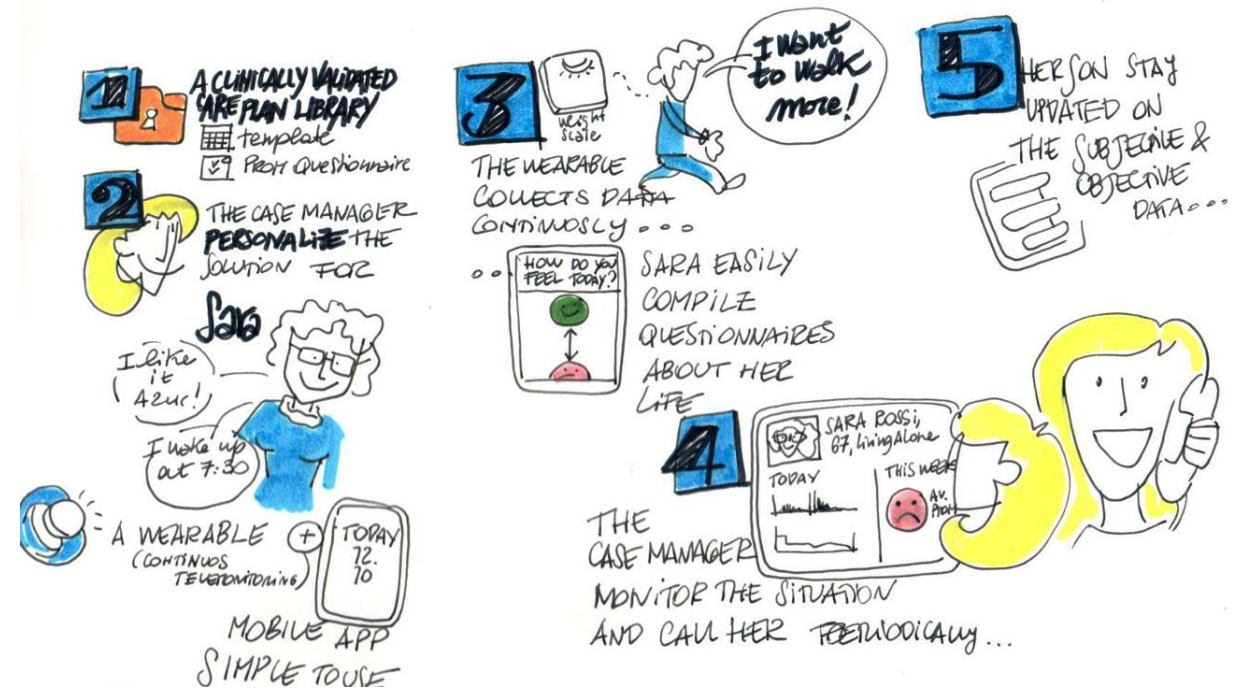 1
A CLINICALLY VALIDATED
CARE PLAN LIBRARY
template
PROM Questionnaire
2
THE CASE MANAGER
PERSONALIZE THE
SOLUTION FOR
Sara
I like
it
Azur!
I wake up
at 7:30
A WEARABLE
(CONTINUOS
TELEMONITORING)
+
TODAY
72.
70
MOBILE APP
SIMPLE TO USE
3
weight
scale
I Want
to Walk
more!
THE WEARABLE
COLLECTS DATA
CONTINUOSLY...
...
HOW DO YOU
FEEL TODAY?
SARA EASILY
COMPILE
QUESTIONNAIRES
ABOUT HER
LIFE
4
SARA ROSSI,
67, living Alone
TODAY
THIS WEEK
AV.
PROM
THE
CASE MANAGER
MONITOR THE SITUATION
AND CALL HER PERIODICALLY...
5
HER SON STAY
UPDATED ON
THE SUBJECTIVE &
OBJECTIVE
DATA...